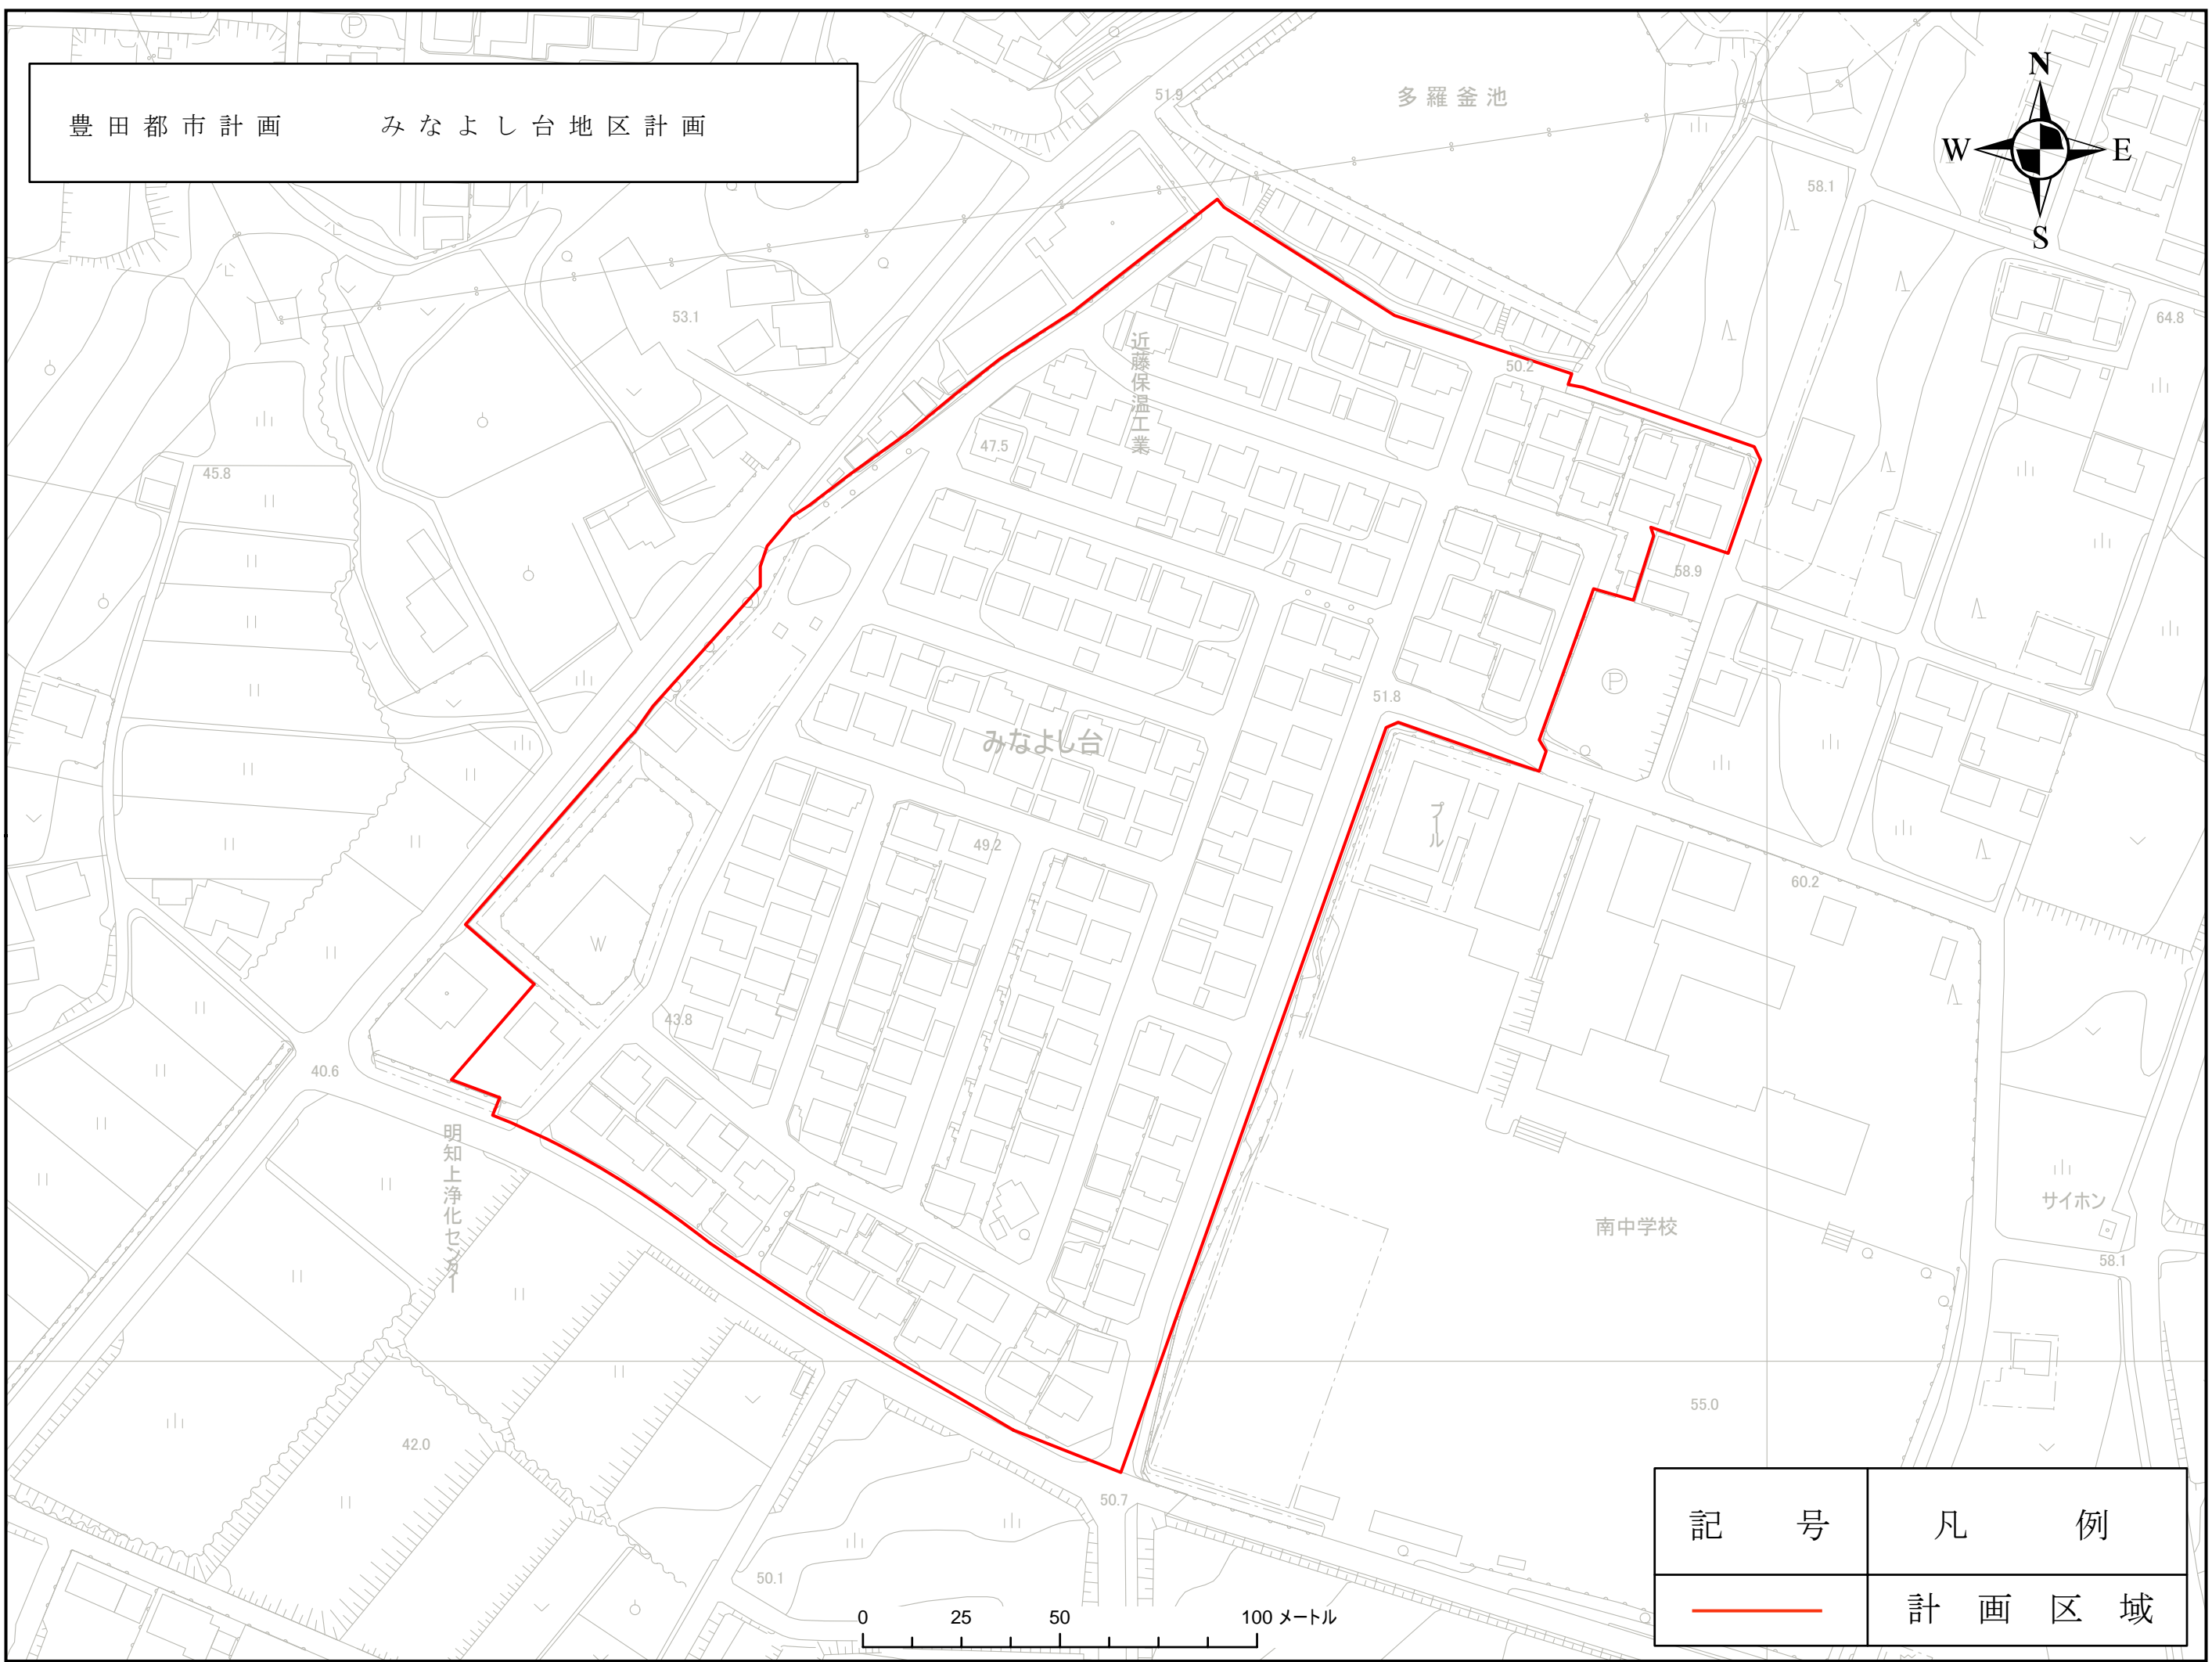 豊田都市計画　みなよし台地区計画
N
W E
S
多羅釜池
51.9
58.1
64.8
53.1
近藤保温工業
50.2
47.5
45.8
58.9
P
P
51.8
みなよし台
プール
49.2
60.2
W
43.8
40.6
明知上浄化センター
南中学校
サイホン
58.1
55.0
42.0
50.7
50.1
0 25 50 100 メートル
記号 凡例
計画区域